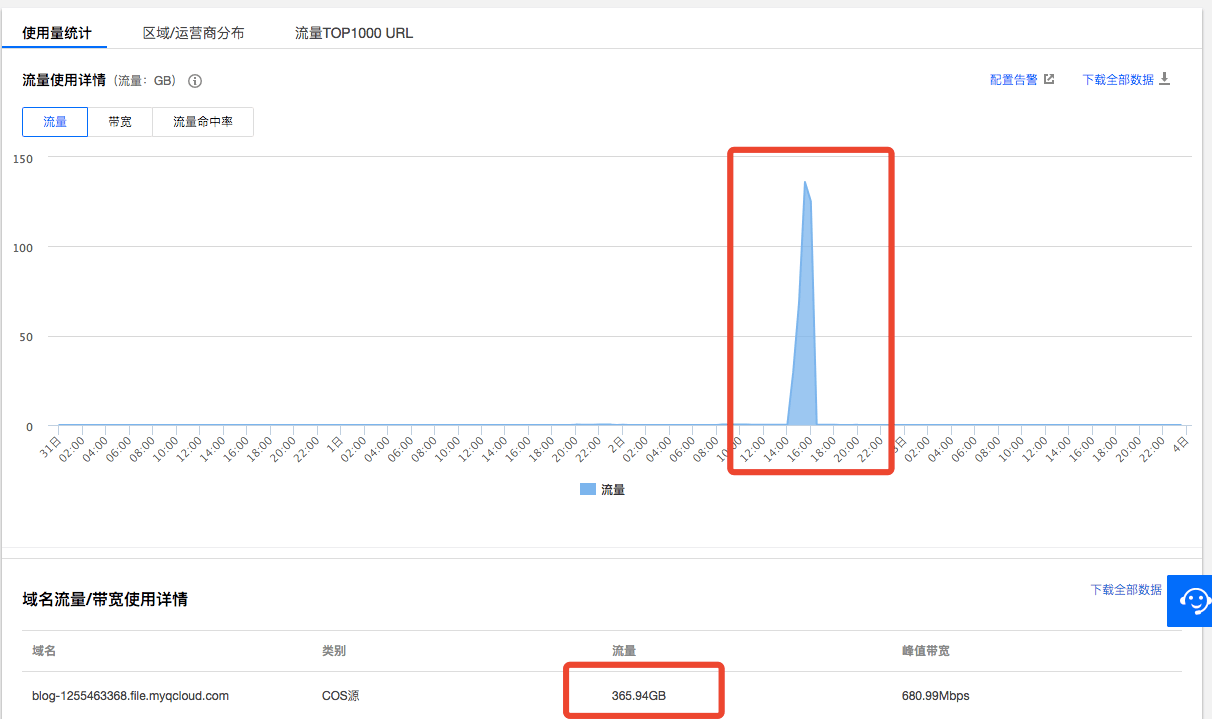 使用量统计 区域/运营商分布 流量TOP1000 URL
流量使用详情 (流量：GB) 配置告警 下载全部数据
流量 带宽 流量命中率
150
100
50
0
31日 02:00 04:00 06:00 08:00 10:00 12:00 14:00 16:00 18:00 20:00 22:00 1日 02:00 04:00 06:00 08:00 10:00 12:00 14:00 16:00 18:00 20:00 22:00 2日 02:00 04:00 06:00 08:00 10:00 12:00 14:00 16:00 18:00 20:00 22:00 3日 02:00 04:00 06:00 08:00 10:00 12:00 14:00 16:00 18:00 20:00 22:00 4日
流量
域名流量/带宽使用详情 下载全部数据
域名 类别 流量 峰值带宽
blog-1255463368.file.myqcloud.com COS源 365.94GB 680.99Mbps